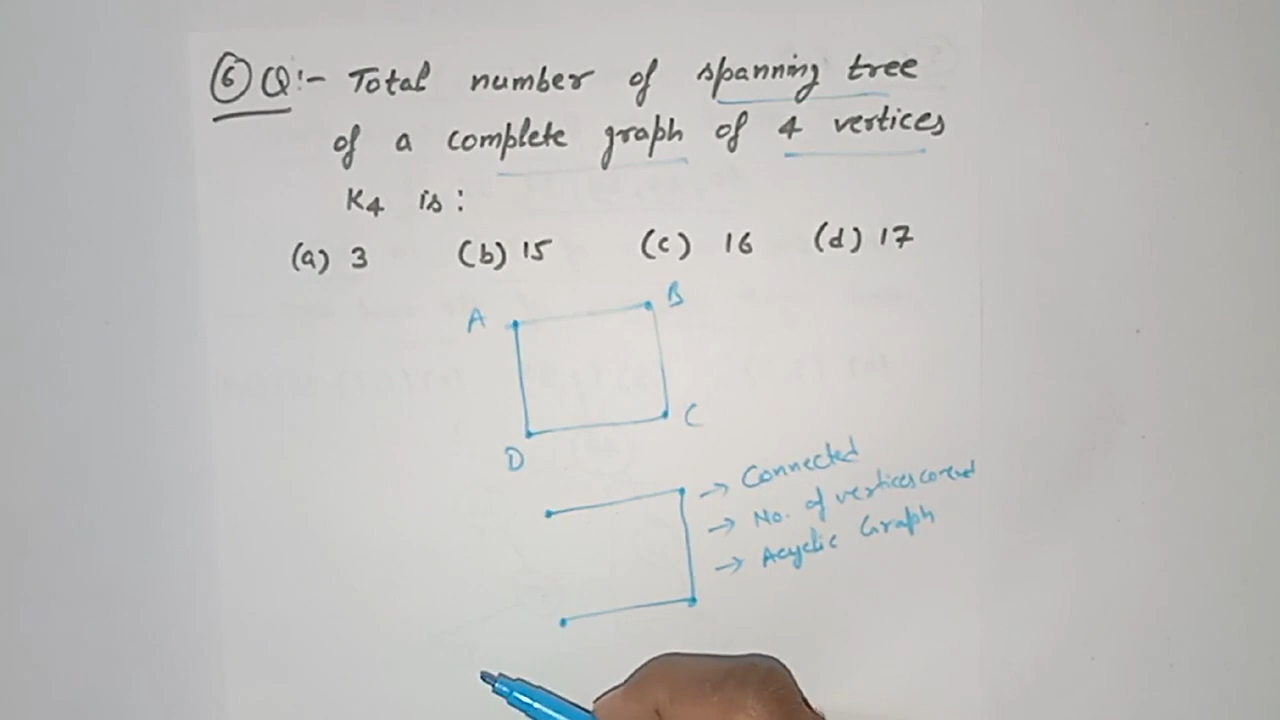 ⑥ Q:- Total number of spanning tree
of a complete graph of 4 vertices
K4 is:
(a) 3 (b) 15 (c) 16 (d) 17
A B
D C
→ Connected
→ No. of vertices covered
→ Acyclic Graph